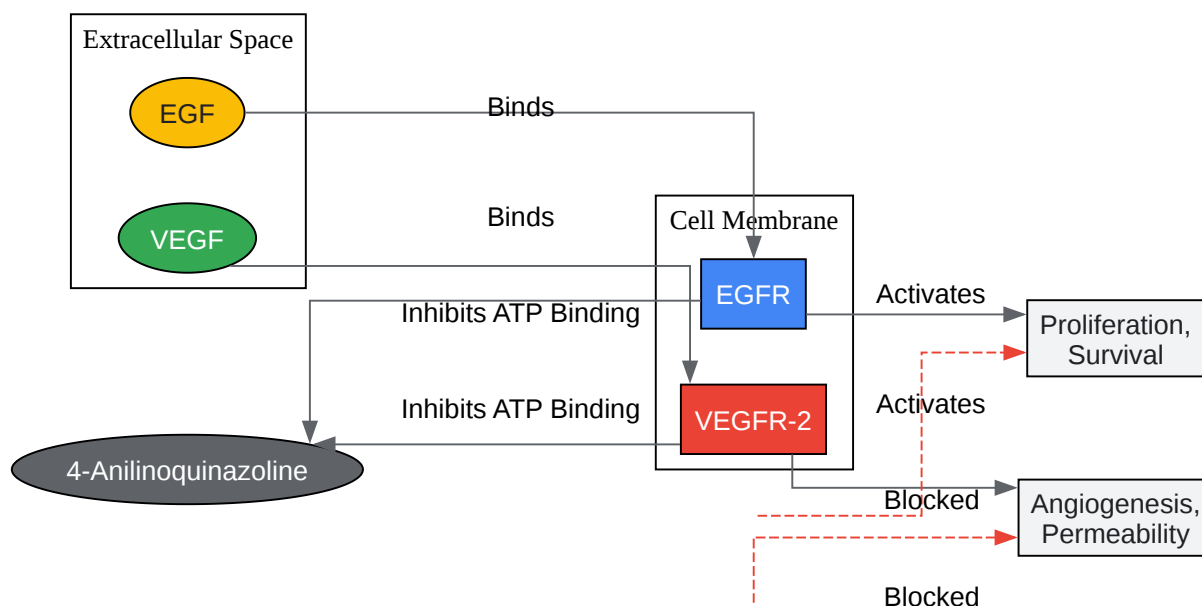 Extracellular Space
EGF
Binds
VEGF
Binds
Cell Membrane
EGFR
Activates
Inhibits ATP Binding
Proliferation,
Survival
VEGFR-2
Activates
Inhibits ATP Binding
4-Anilinoquinazoline
Blocked
Angiogenesis,
Permeability
Blocked